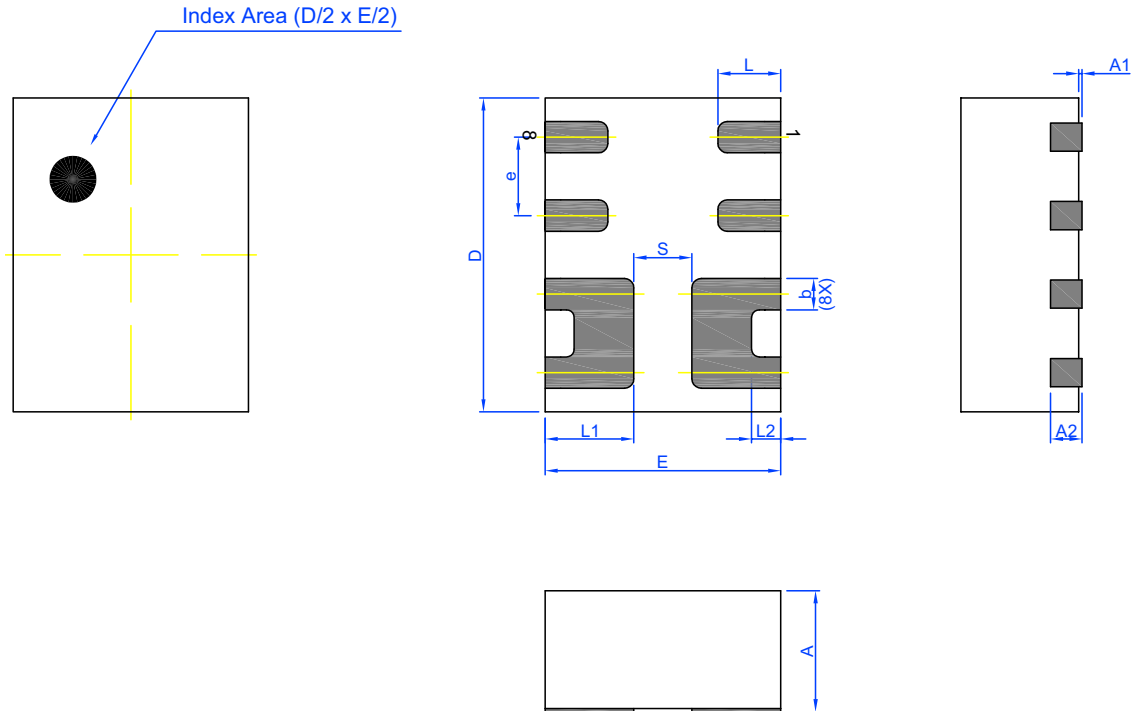 Index Area (D/2 x E/2)
L
A1
8
1
e
D
S
b
(8X)
L1
L2
E
A2
A